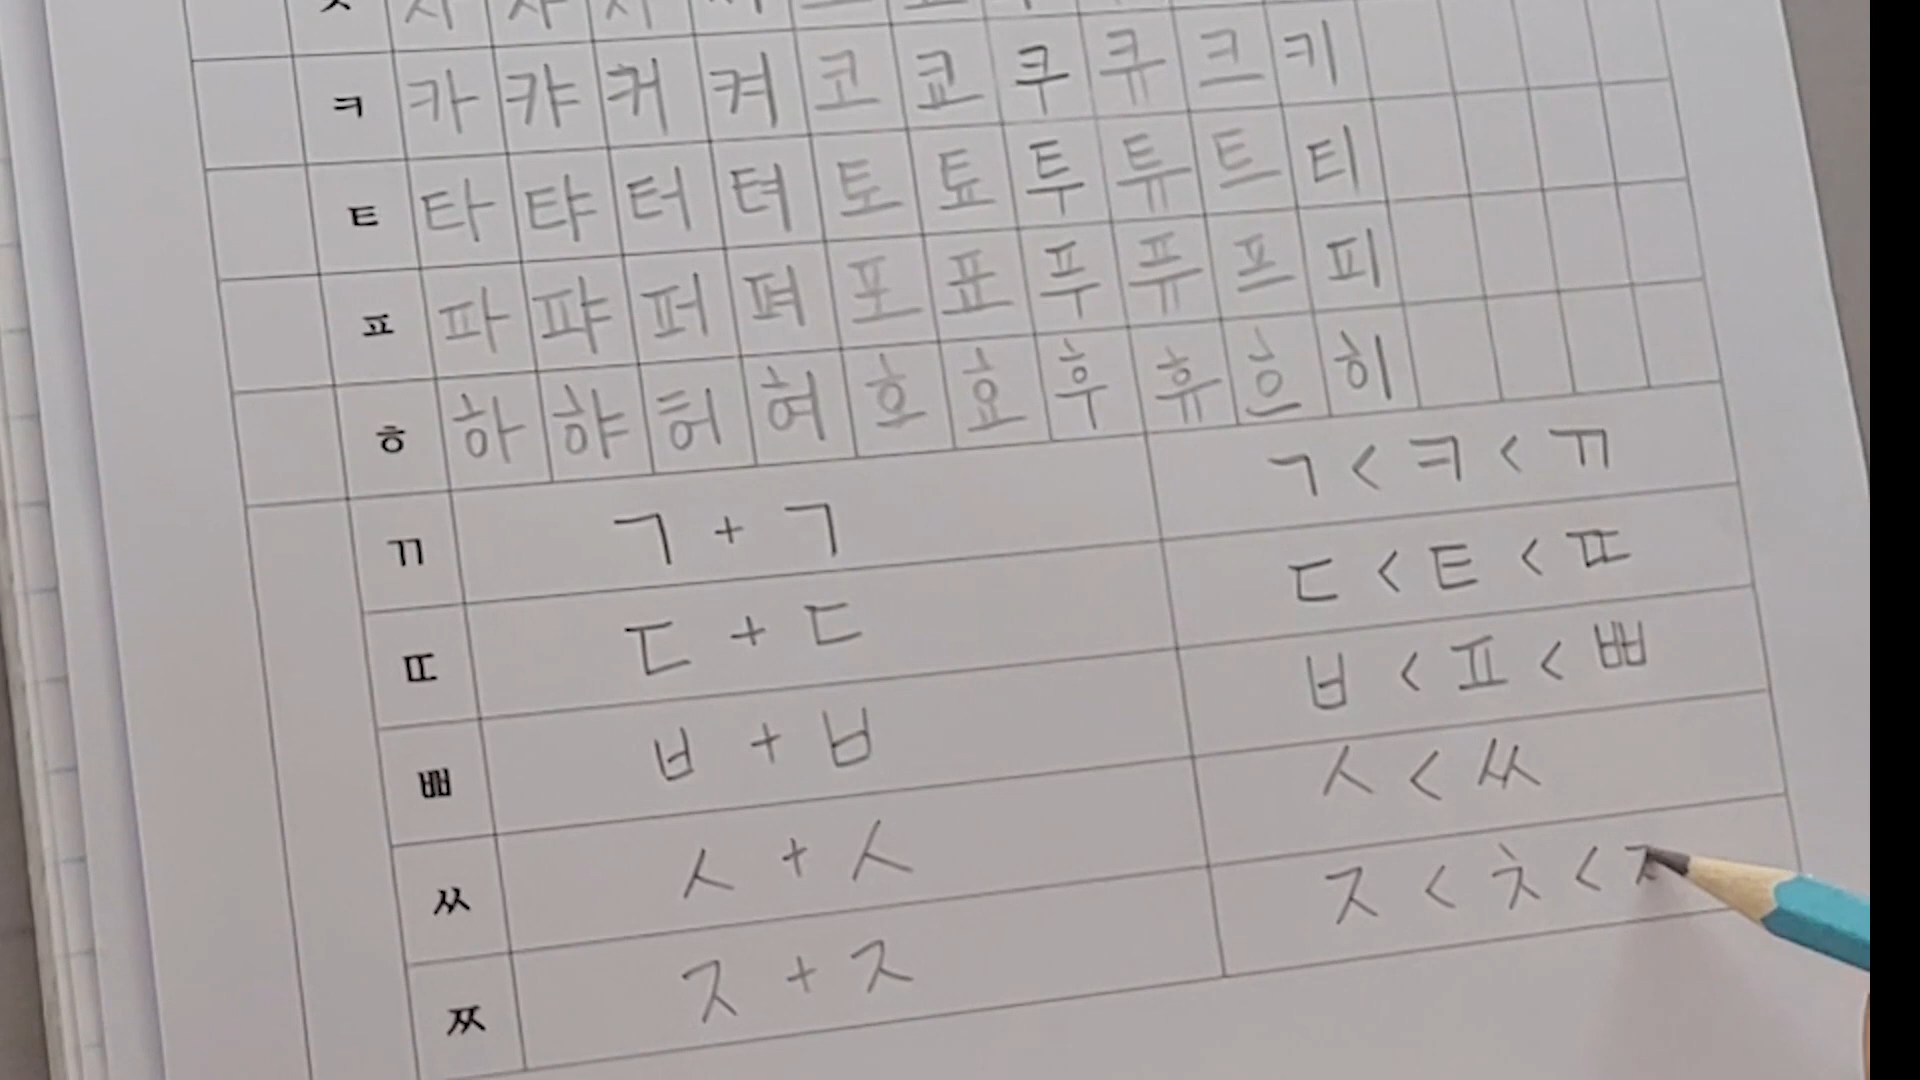 ㅋ 카 캬 커 켜 코 쿄 쿠 큐 크 키
ㅌ 타 탸 터 텨 토 툐 투 튜 트 티
ㅍ 파 퍄 퍼 펴 포 표 푸 퓨 프 피
ㅎ 하 햐 허 혀 호 효 후 휴 흐 히
ㄲ ㄱ + ㄱ ㄱ < ㅋ < ㄲ
ㄸ ㄷ + ㄷ ㄷ < ㅌ < ㄸ
ㅃ ㅂ + ㅂ ㅂ < ㅍ < ㅃ
ㅆ ㅅ + ㅅ ㅅ < ㅆ
ㅉ ㅈ + ㅈ ㅈ < ㅊ < ㅈ